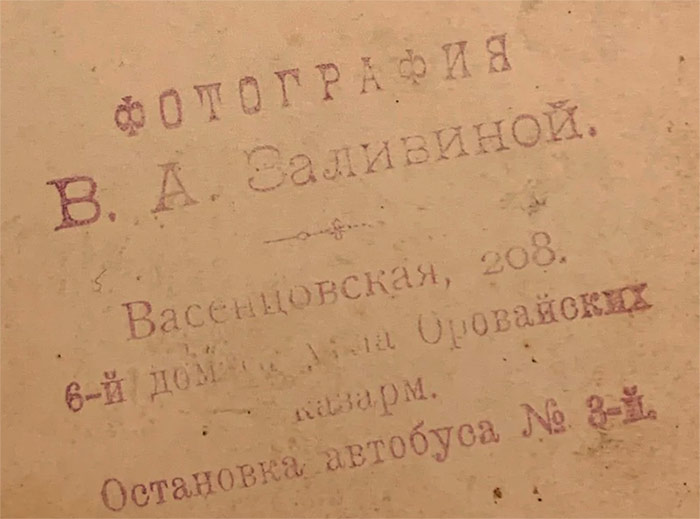 ФОТОГРАФИЯ
В. А. Заливиной.
Васенцовская, 208.
6-й дом Оровайских
казарм.
Остановка автобуса № 3-й.